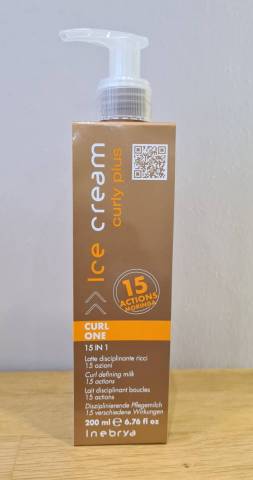 Ice cream
curly plus
15
ACTIONS
MORINGA
CURL
ONE
15 IN 1
Latte disciplinante ricci
15 azioni
Curl defining milk
15 actions
Lait disciplinant boucles
15 actions
Disziplinierende Pflegemilch
15 verschiedene Wirkungen
200 ml ℮ 6.76 fl oz
Inebrya